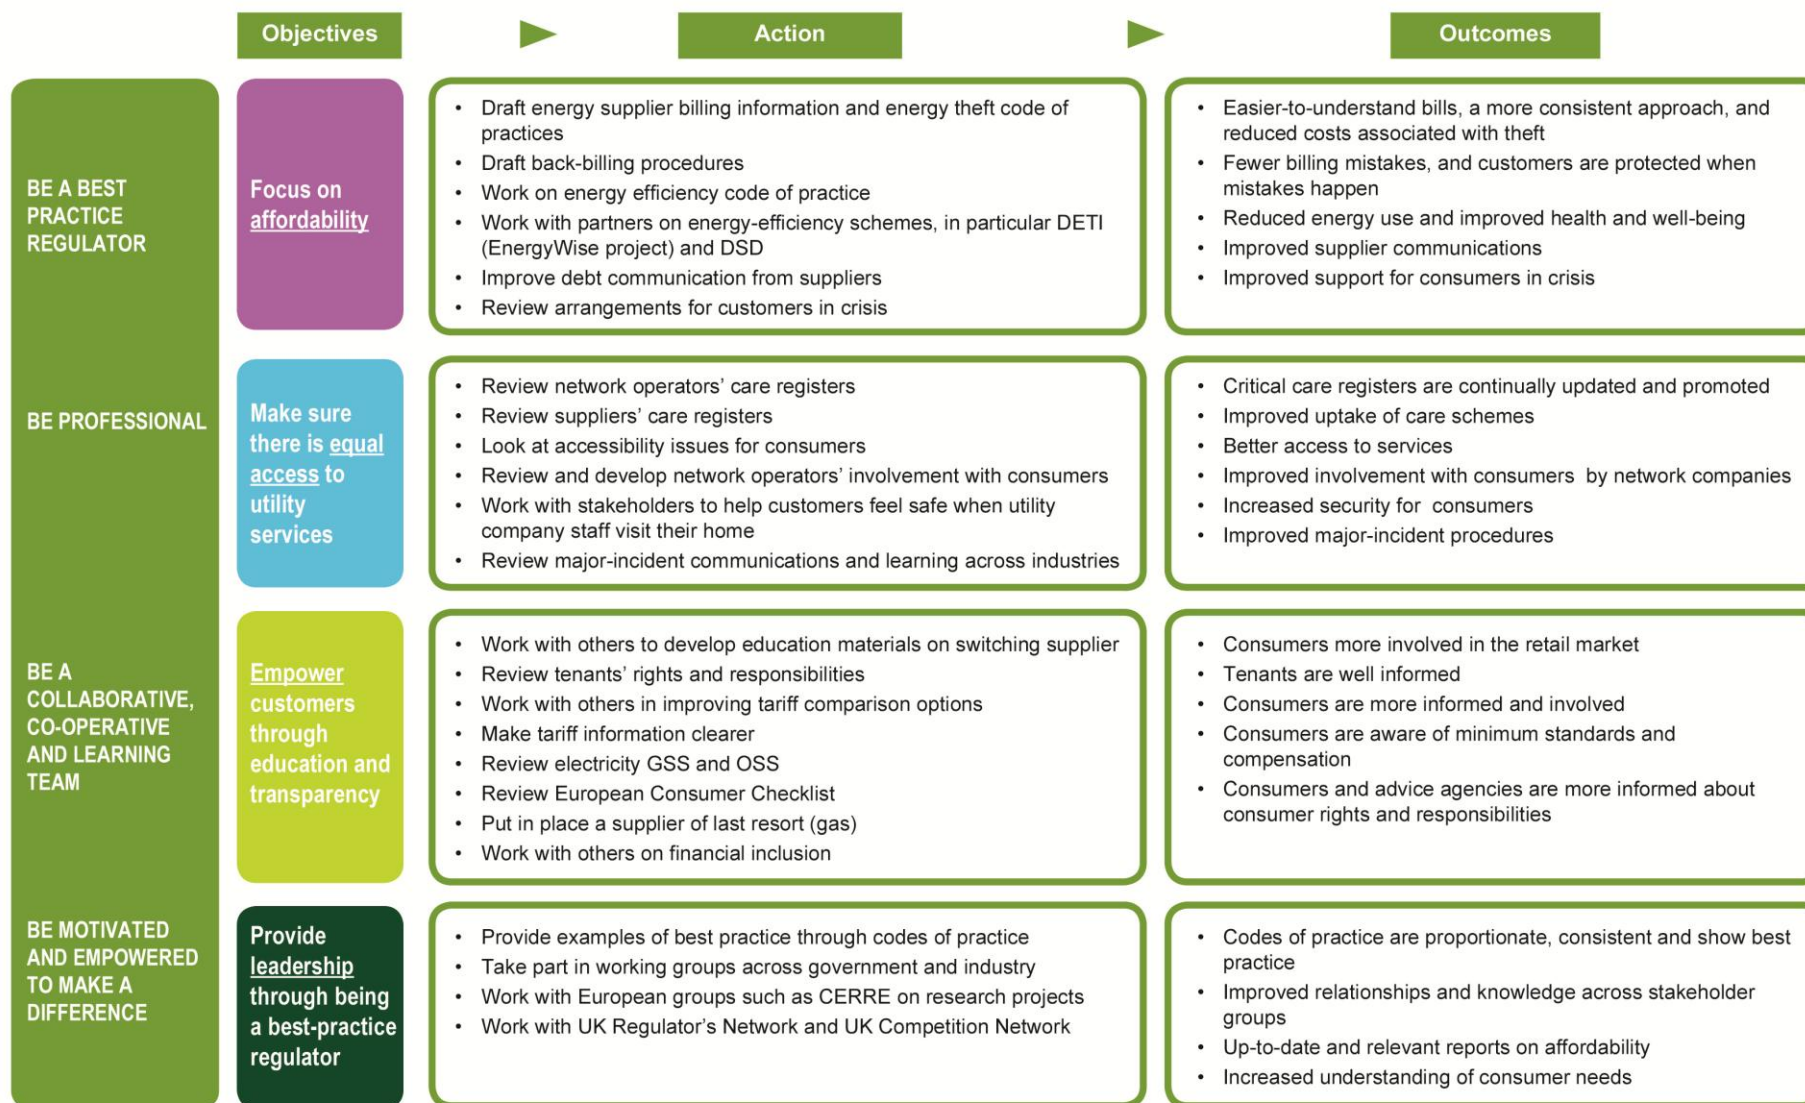 Objectives
Action
Outcomes
BE A BEST
PRACTICE
REGULATOR
Focus on
affordability
• Draft energy supplier billing information and energy theft code of
practices
• Draft back-billing procedures
• Work on energy efficiency code of practice
• Work with partners on energy-efficiency schemes, in particular DETI
(EnergyWise project) and DSD
• Improve debt communication from suppliers
• Review arrangements for customers in crisis
• Easier-to-understand bills, a more consistent approach, and
reduced costs associated with theft
• Fewer billing mistakes, and customers are protected when
mistakes happen
• Reduced energy use and improved health and well-being
• Improved supplier communications
• Improved support for consumers in crisis
BE PROFESSIONAL
Make sure
there is equal
access to
utility
services
• Review network operators' care registers
• Review suppliers' care registers
• Look at accessibility issues for consumers
• Review and develop network operators' involvement with consumers
• Work with stakeholders to help customers feel safe when utility
company staff visit their home
• Review major-incident communications and learning across industries
• Critical care registers are continually updated and promoted
• Improved uptake of care schemes
• Better access to services
• Improved involvement with consumers by network companies
• Increased security for consumers
• Improved major-incident procedures
BE A
COLLABORATIVE,
CO-OPERATIVE
AND LEARNING
TEAM
Empower
customers
through
education and
transparency
• Work with others to develop education materials on switching supplier
• Review tenants' rights and responsibilities
• Work with others in improving tariff comparison options
• Make tariff information clearer
• Review electricity GSS and OSS
• Review European Consumer Checklist
• Put in place a supplier of last resort (gas)
• Work with others on financial inclusion
• Consumers more involved in the retail market
• Tenants are well informed
• Consumers are more informed and involved
• Consumers are aware of minimum standards and
compensation
• Consumers and advice agencies are more informed about
consumer rights and responsibilities
BE MOTIVATED
AND EMPOWERED
TO MAKE A
DIFFERENCE
Provide
leadership
through being
a best-practice
regulator
• Provide examples of best practice through codes of practice
• Take part in working groups across government and industry
• Work with European groups such as CERRE on research projects
• Work with UK Regulator's Network and UK Competition Network
• Codes of practice are proportionate, consistent and show best
practice
• Improved relationships and knowledge across stakeholder
groups
• Up-to-date and relevant reports on affordability
• Increased understanding of consumer needs